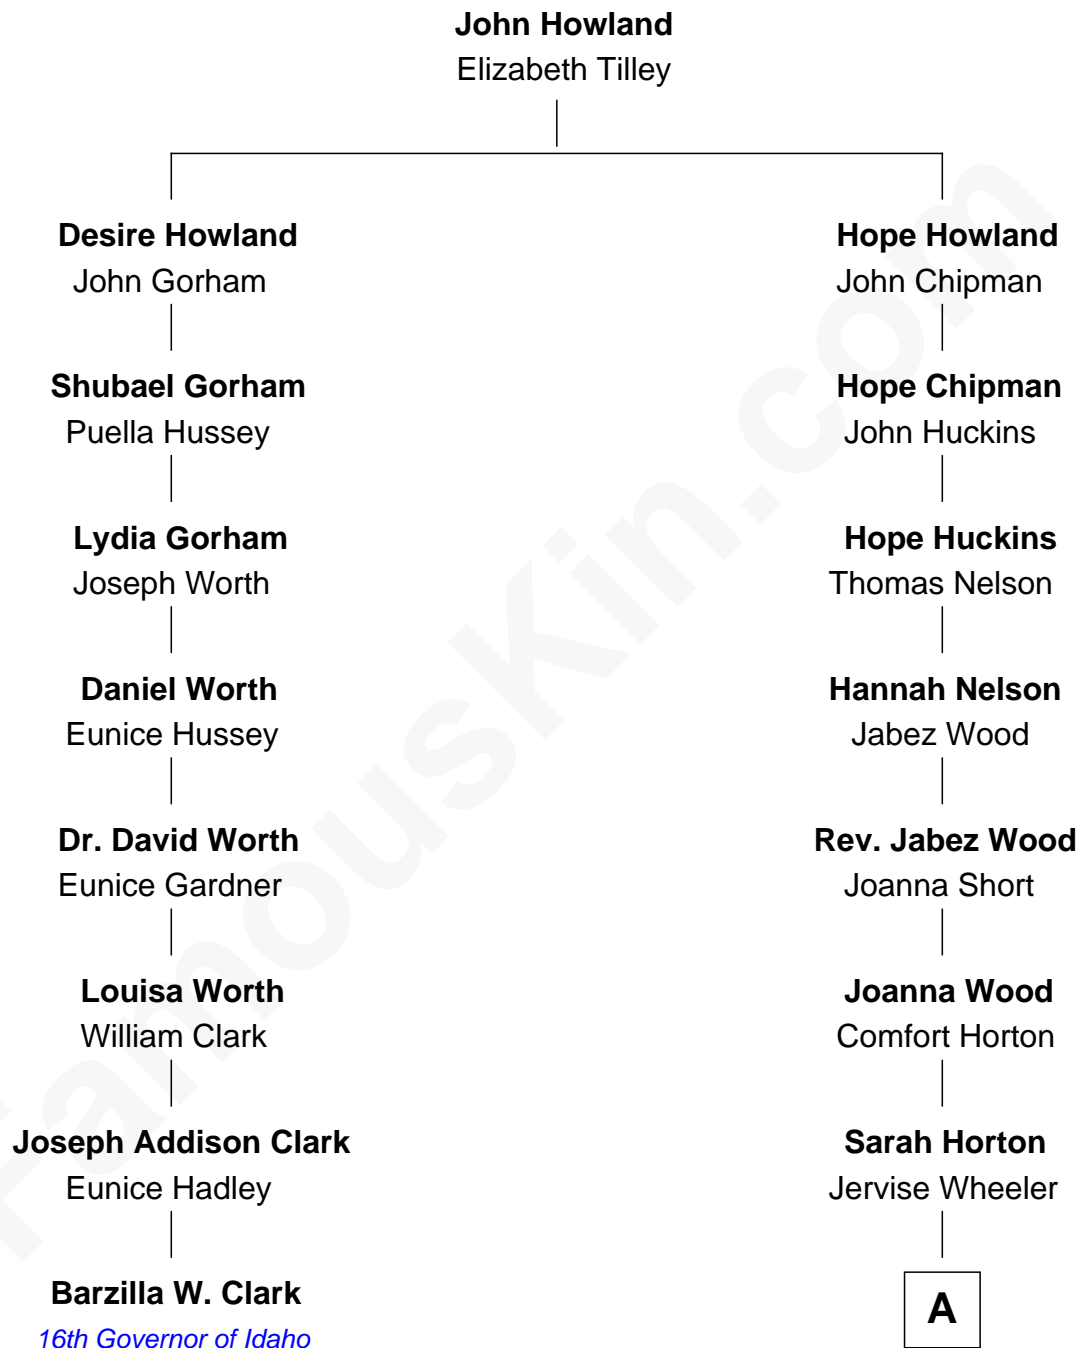 John Howland
Elizabeth Tilley
Desire Howland
John Gorham
Hope Howland
John Chipman
Shubael Gorham
Puella Hussey
Hope Chipman
John Huckins
Lydia Gorham
Joseph Worth
Hope Huckins
Thomas Nelson
Daniel Worth
Eunice Hussey
Hannah Nelson
Jabez Wood
Dr. David Worth
Eunice Gardner
Rev. Jabez Wood
Joanna Short
Louisa Worth
William Clark
Joanna Wood
Comfort Horton
Joseph Addison Clark
Eunice Hadley
Sarah Horton
Jervise Wheeler
Barzilla W. Clark
16th Governor of Idaho
A
FamousKin.com